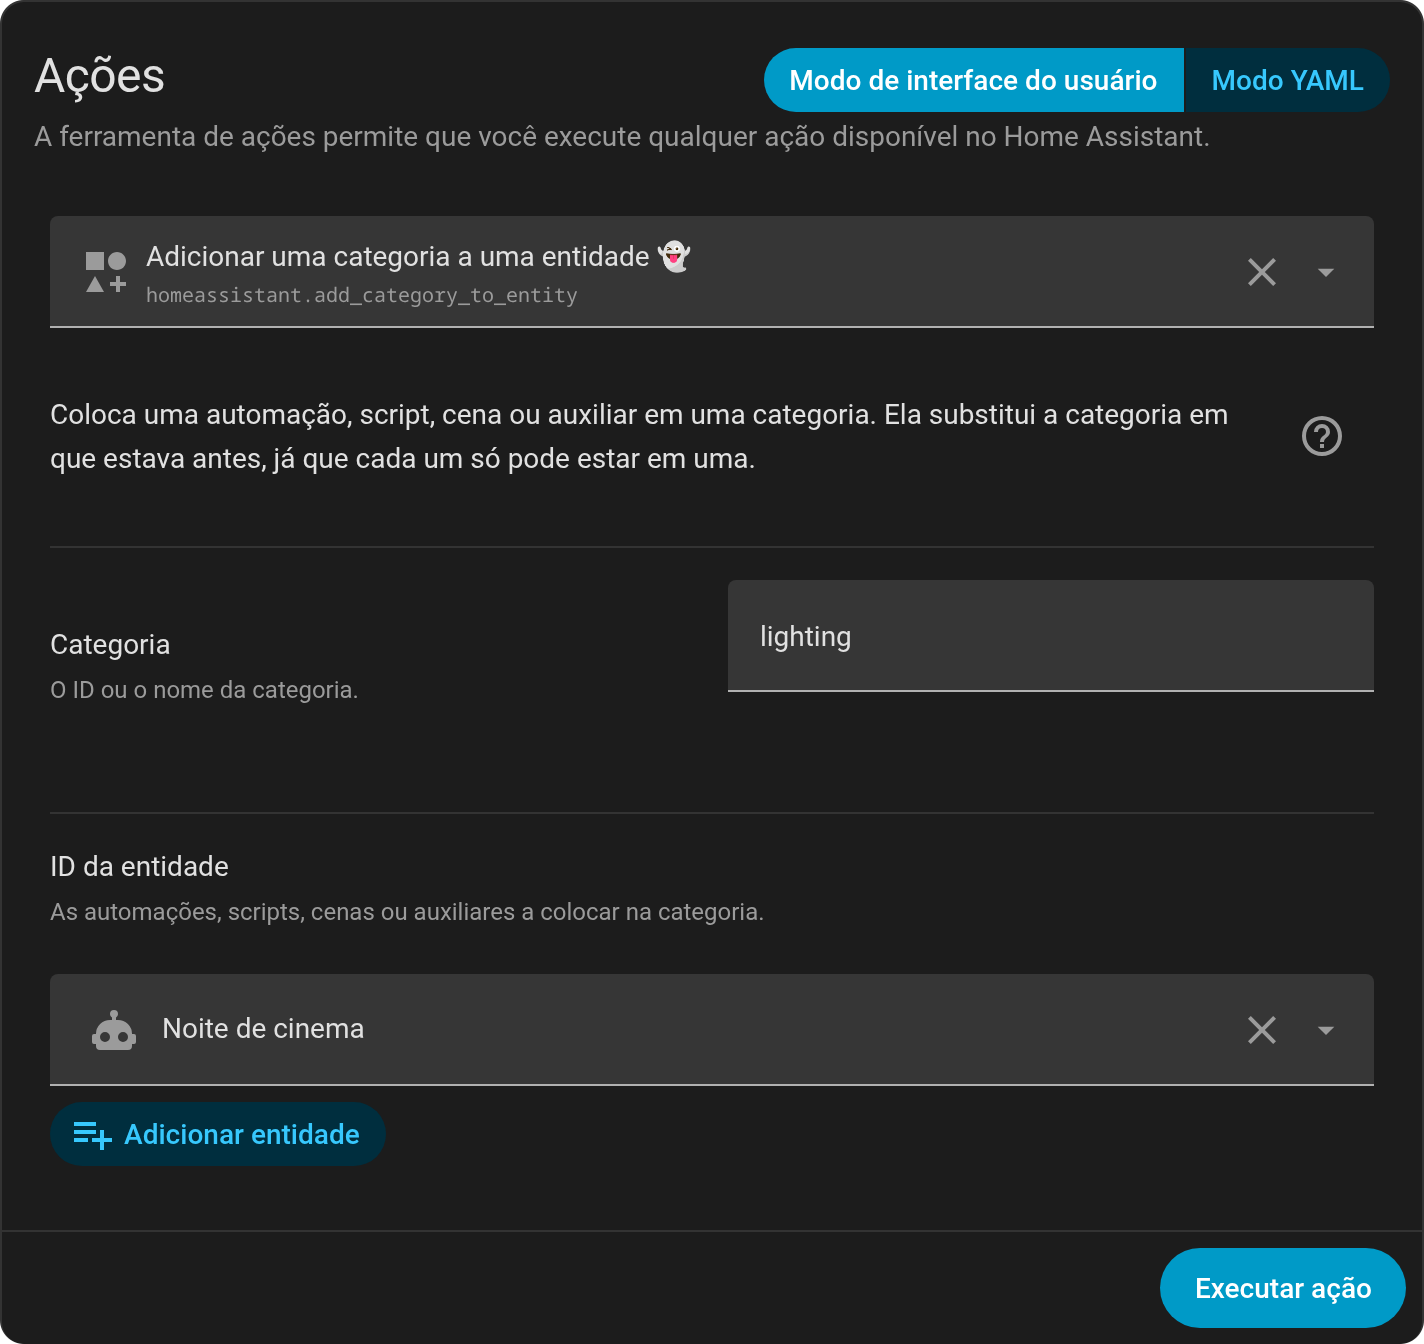 Ações
Modo de interface do usuário
Modo YAML
A ferramenta de ações permite que você execute qualquer ação disponível no Home Assistant.
Adicionar uma categoria a uma entidade 👻
homeassistant.add_category_to_entity
Coloca uma automação, script, cena ou auxiliar em uma categoria. Ela substitui a categoria em
que estava antes, já que cada um só pode estar em uma.
Categoria
O ID ou o nome da categoria.
lighting
ID da entidade
As automações, scripts, cenas ou auxiliares a colocar na categoria.
Noite de cinema
Adicionar entidade
Executar ação